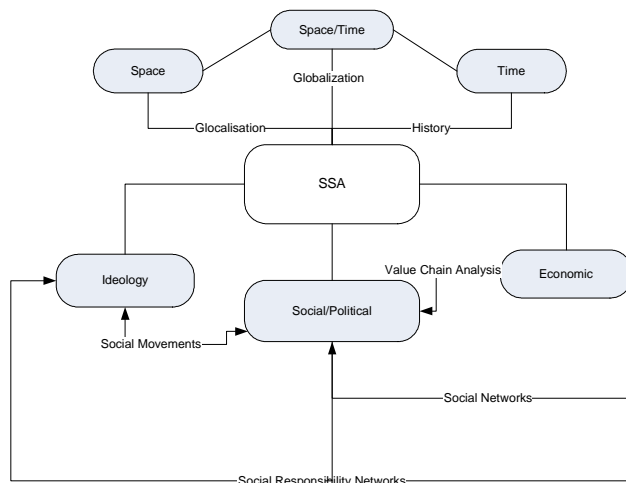 Space/Time
Space
Time
Globalization
Glocalisation
History
SSA
Ideology
Value Chain Analysis
Economic
Social/Political
Social Movements
Social Networks
Social Responsibility Networks